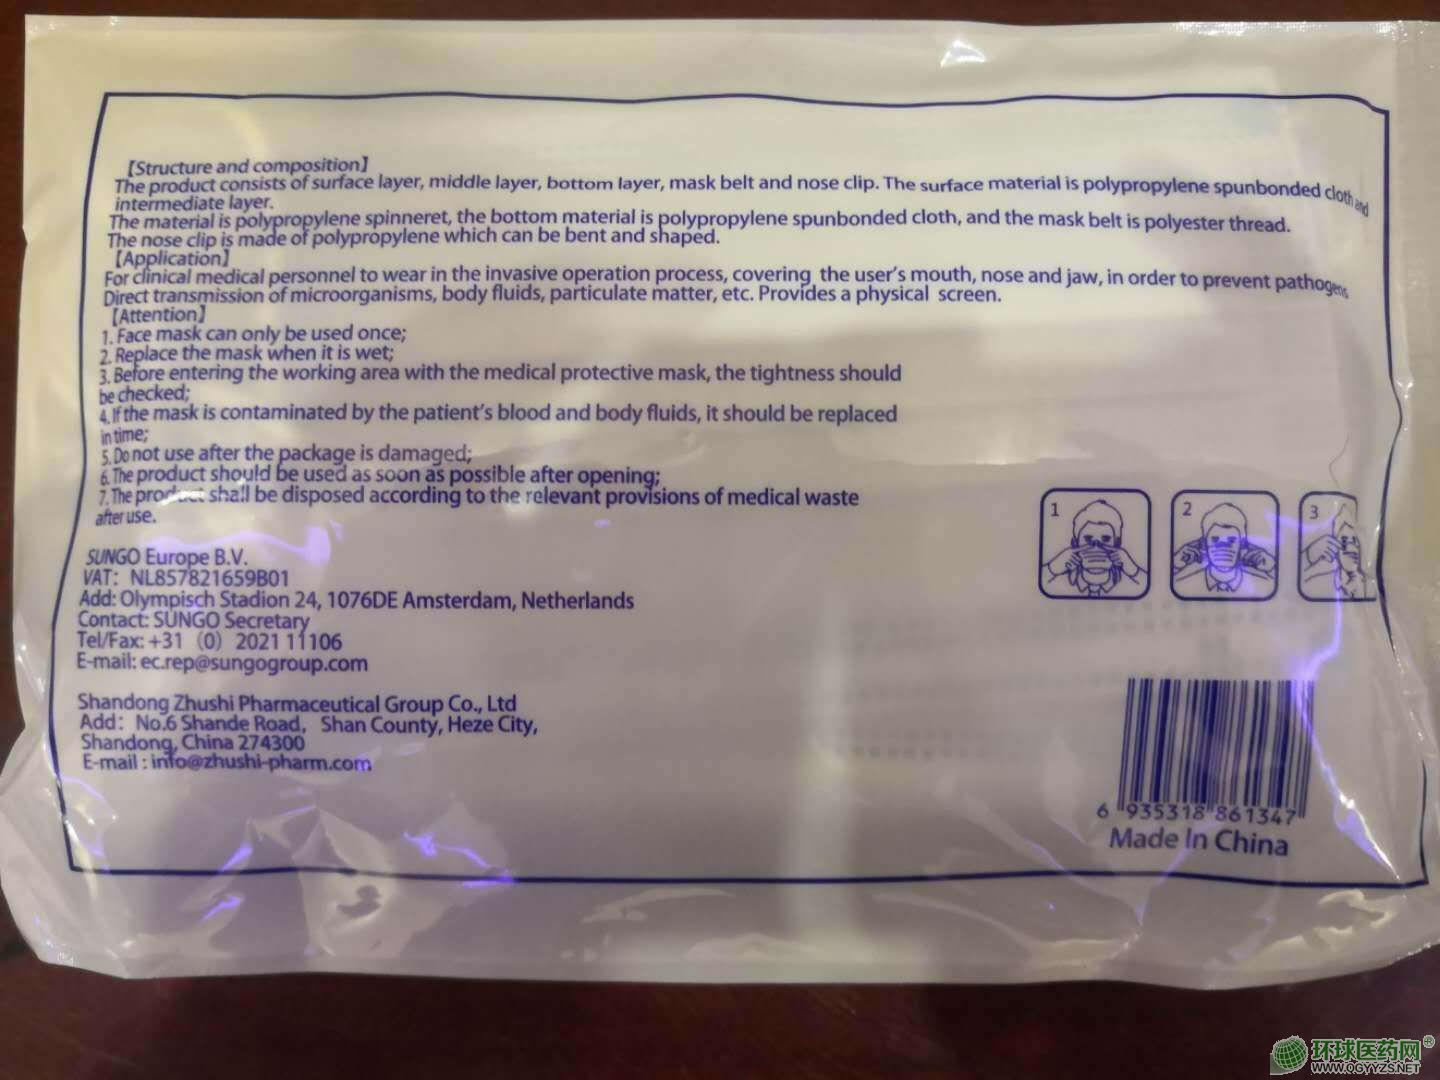 【Structure and composition】
The product consists of surface layer, middle layer, bottom layer, mask belt and nose clip. The surface material is polypropylene spunbonded cloth and
intermediate layer.
The material is polypropylene spinneret, the bottom material is polypropylene spunbonded cloth, and the mask belt is polyester thread.
The nose clip is made of polypropylene which can be bent and shaped.
【Application】
For clinical medical personnel to wear in the invasive operation process, covering the user's mouth, nose and jaw, in order to prevent pathogens
Direct transmission of microorganisms, body fluids, particulate matter, etc. Provides a physical screen.
【Attention】
1. Face mask can only be used once;
2. Replace the mask when it is wet;
3. Before entering the working area with the medical protective mask, the tightness should
be checked;
4. If the mask is contaminated by the patient's blood and body fluids, it should be replaced
in time;
5. Do not use after the package is damaged;
6. The product should be used as soon as possible after opening;
7. The product shall be disposed according to the relevant provisions of medical waste
after use.
1
2
3
SUNGO Europe B.V.
VAT: NL857821659B01
Add: Olympisch Stadion 24, 1076DE Amsterdam, Netherlands
Contact: SUNGO Secretary
Tel/Fax: +31 (0) 2021 11106
E-mail: ec.rep@sungogroup.com
Shandong Zhushi Pharmaceutical Group Co., Ltd
Add: No.6 Shande Road, Shan County, Heze City,
Shandong, China 274300
E-mail : info@zhushi-pharm.com
6 935318 861347
Made In China
环球医药网®
WWW.QGYYZS.NET